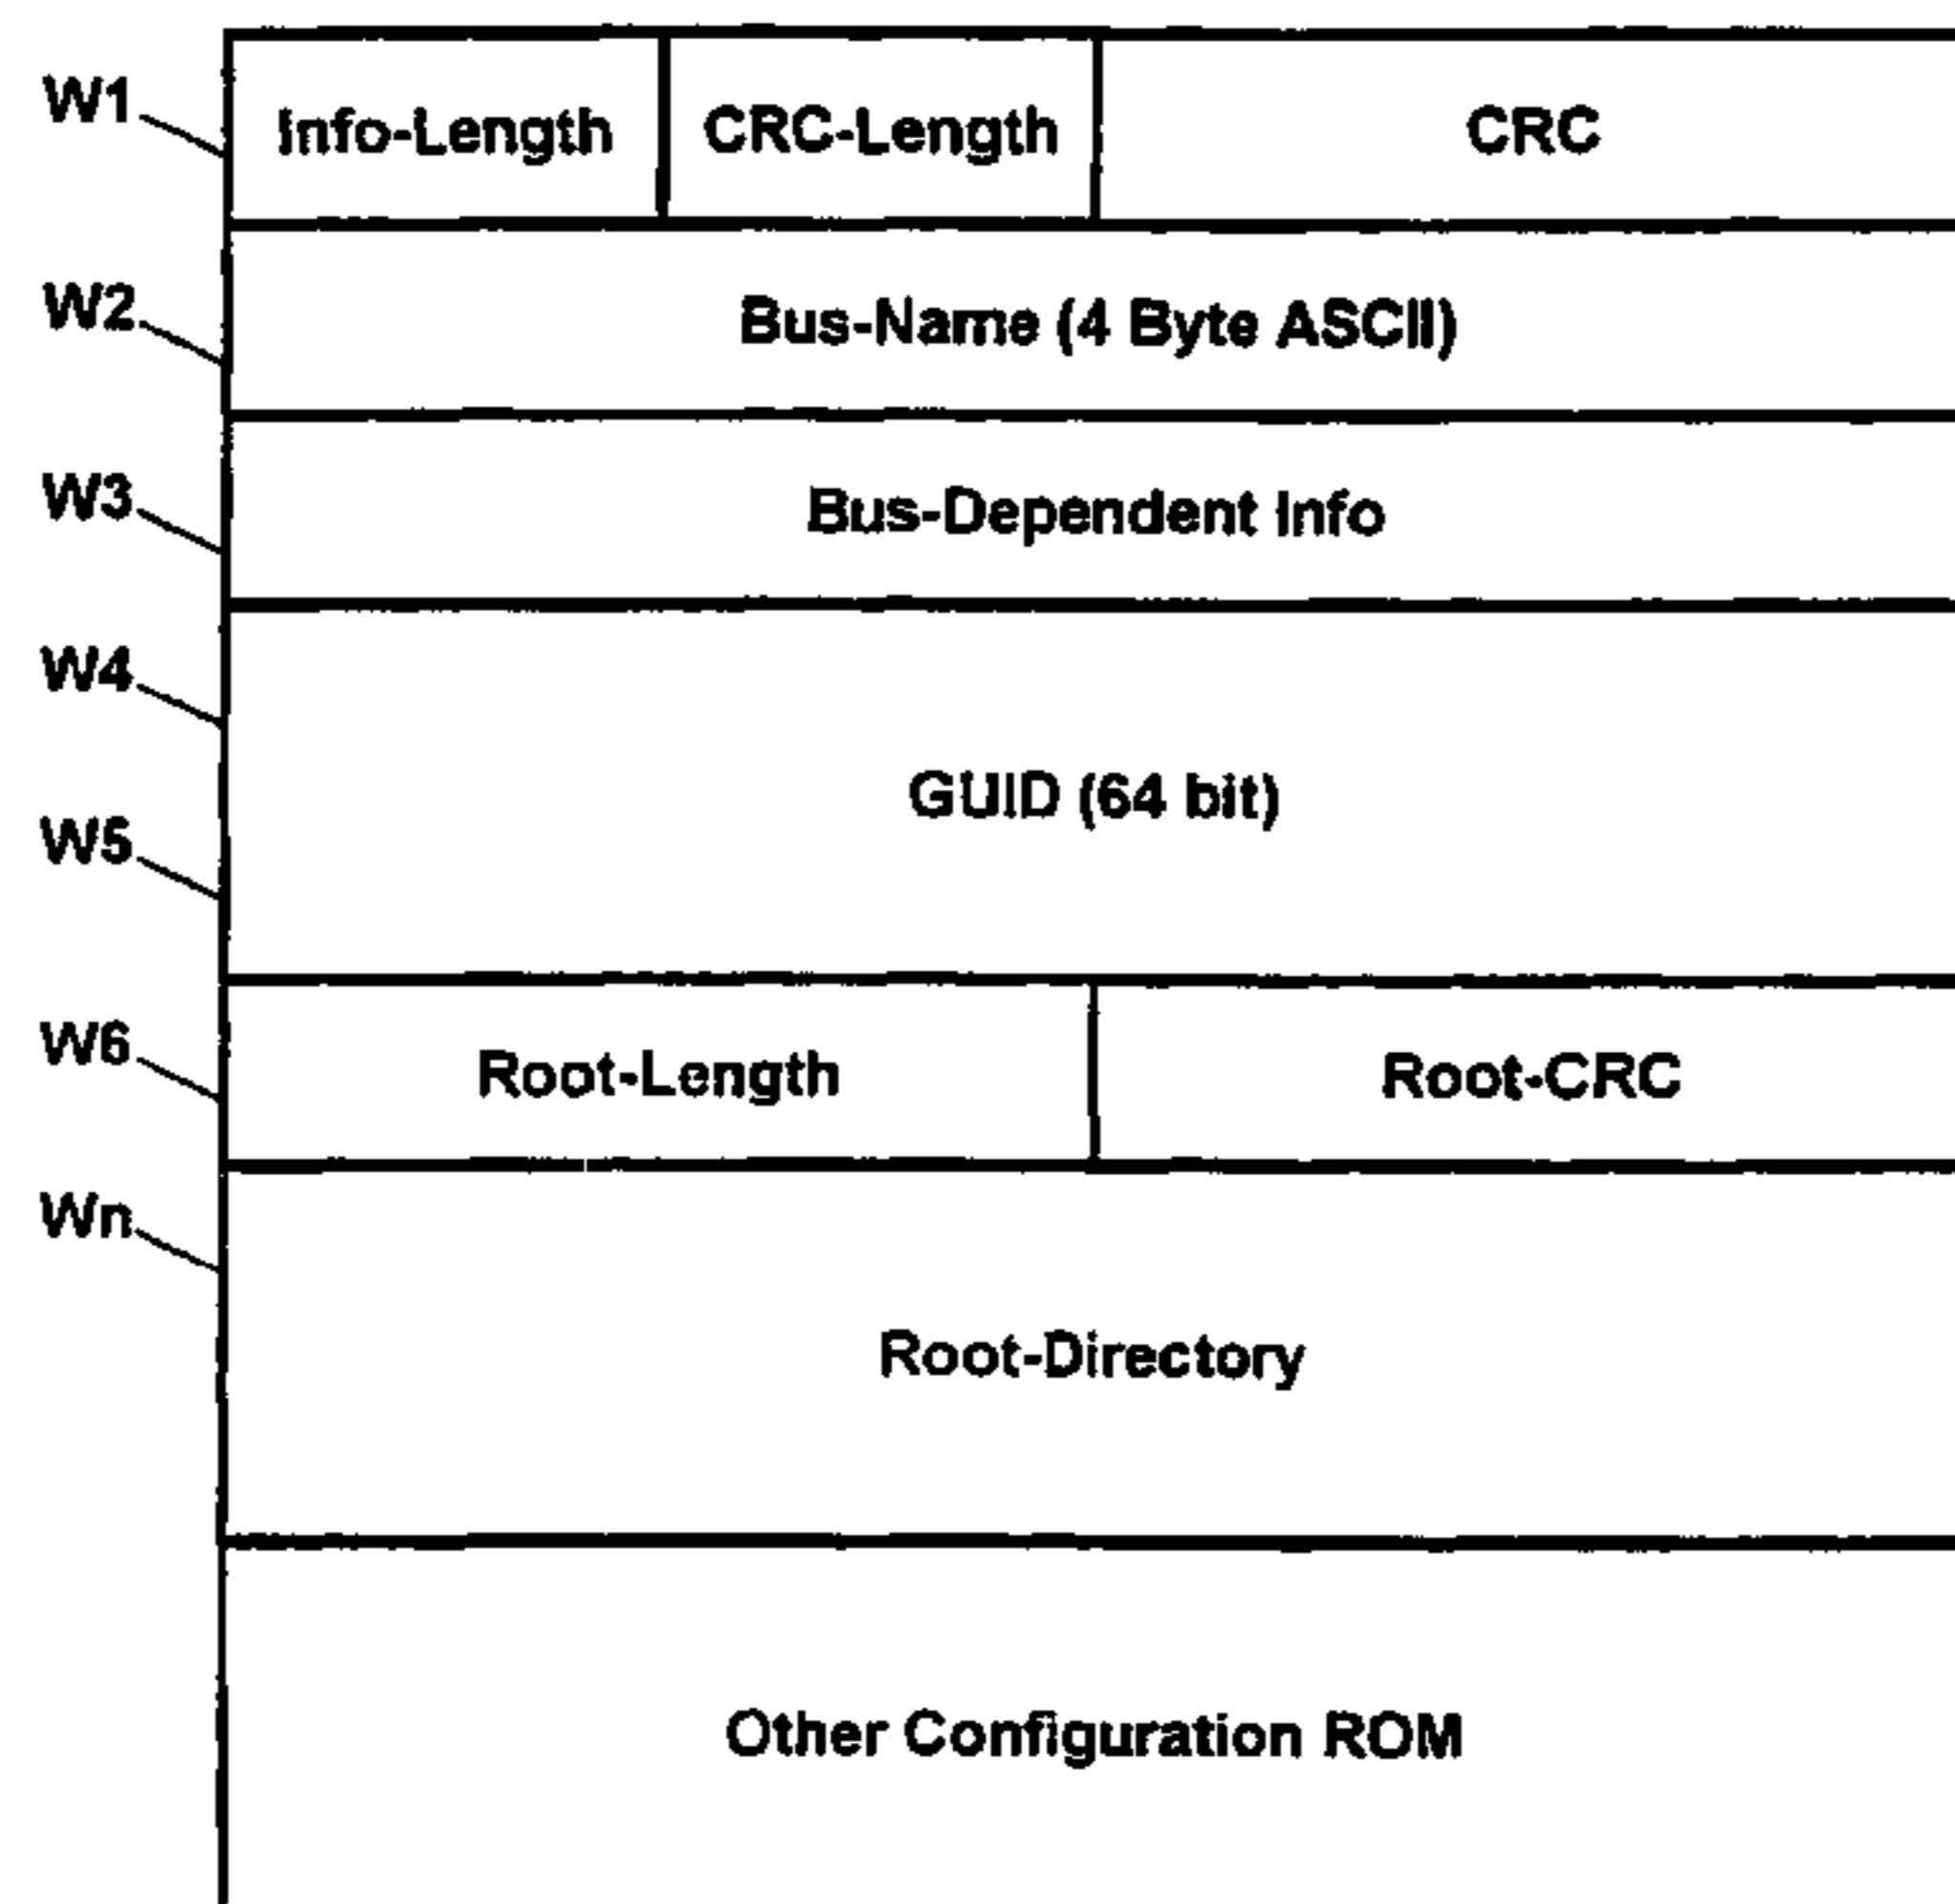 W1 Info-Length CRC-Length CRC
W2 Bus-Name (4 Byte ASCII)
W3 Bus-Dependent Info
W4
GUID (64 bit)
W5
W6 Root-Length Root-CRC
Wn
Root-Directory
Other Configuration ROM